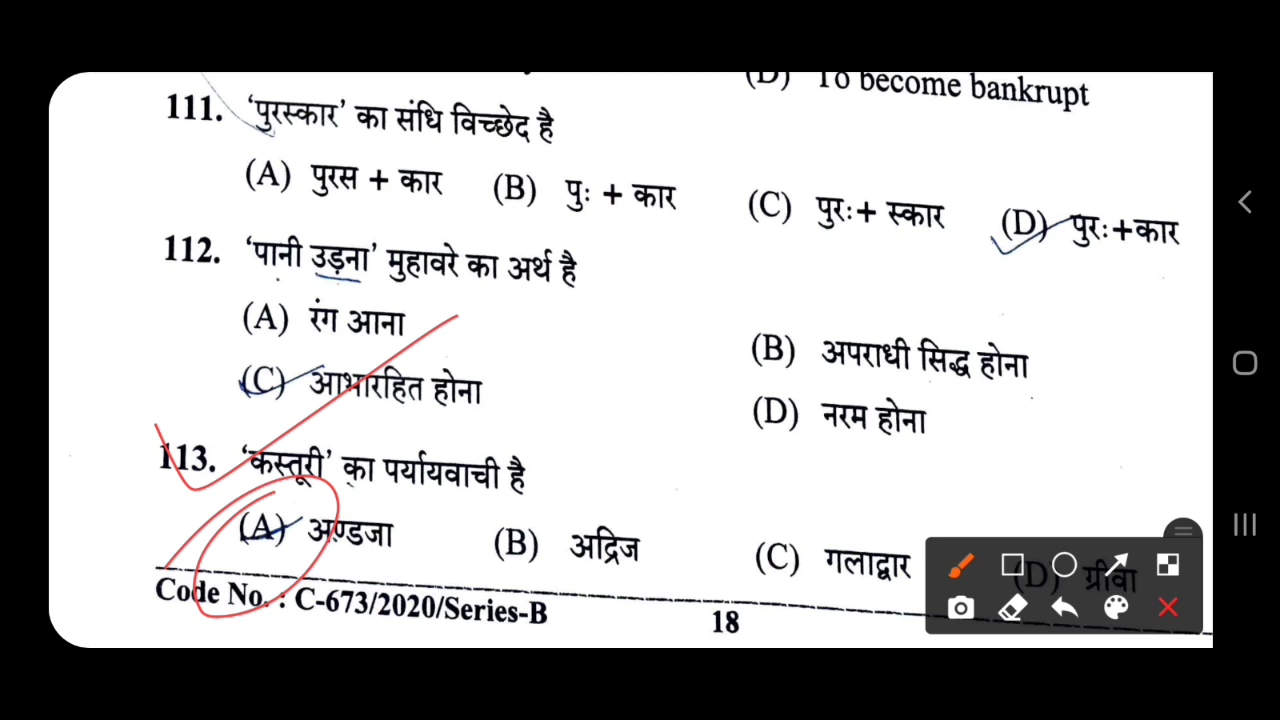 (D) To become bankrupt
111. 'पुरस्कार' का संधि विच्छेद है
(A) पुरस + कार (B) पुः + कार (C) पुरः+ स्कार (D) पुरः+कार
112. 'पानी उड़ना' मुहावरे का अर्थ है
(A) रंग आना
(B) अपराधी सिद्ध होना
(C) आभारहित होना
(D) नरम होना
113. 'कस्तूरी' का पर्यायवाची है
(A) अण्डजा (B) अद्रिज (C) गलाद्वार (D) ग्रीवा
Code No. : C-673/2020/Series-B 18